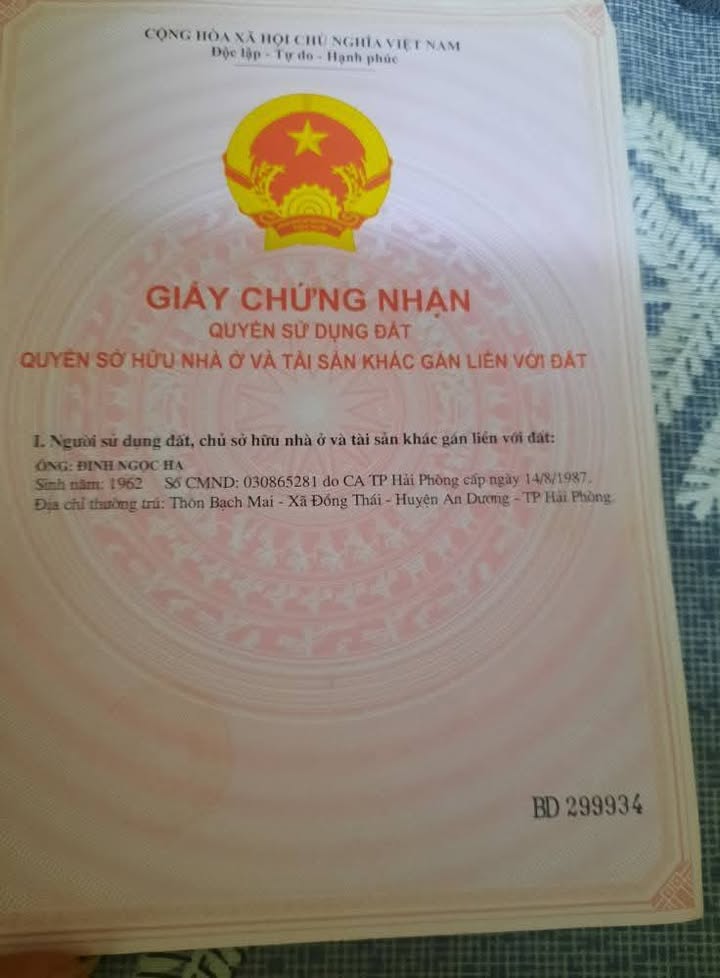 CỘNG HÒA XÃ HỘI CHỦ NGHĨA VIỆT NAM
Độc lập - Tự do - Hạnh phúc
GIẤY CHỨNG NHẬN
QUYỀN SỬ DỤNG ĐẤT
QUYỀN SỞ HỮU NHÀ Ở VÀ TÀI SẢN KHÁC GẮN LIỀN VỚI ĐẤT
I. Người sử dụng đất, chủ sở hữu nhà ở và tài sản khác gắn liền với đất:
ÔNG: ĐINH NGỌC HA
Sinh năm: 1962 Số CMND: 030865281 do CA TP Hải Phòng cấp ngày 14/8/1987.
Địa chỉ thường trú: Thôn Bạch Mai - Xã Đồng Thái - Huyện An Dương - TP Hải Phòng.
BD 299934